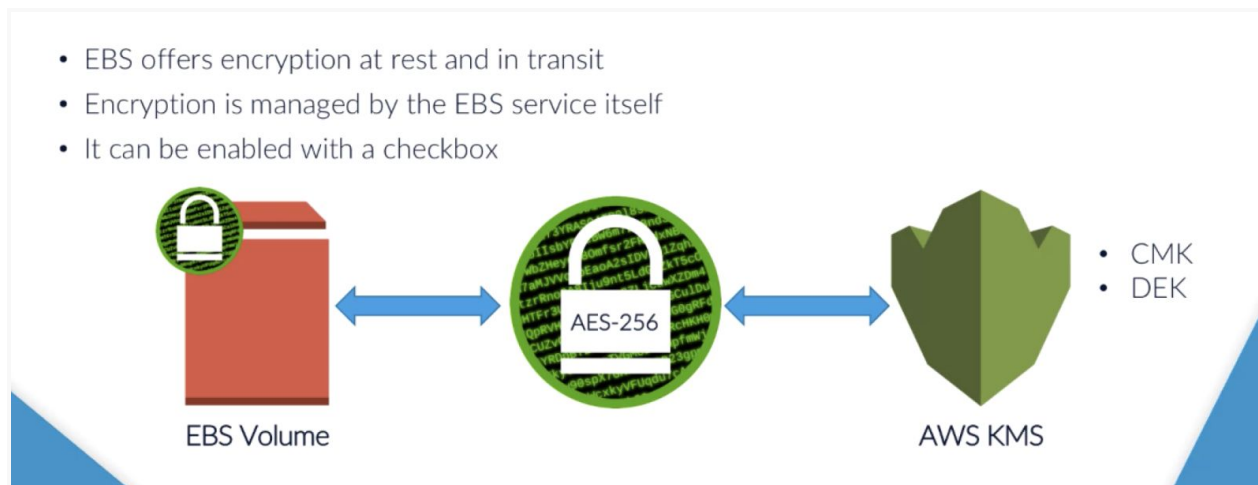 • EBS offers encryption at rest and in transit
• Encryption is managed by the EBS service itself
• It can be enabled with a checkbox
AES-256
• CMK
• DEK
EBS Volume
AWS KMS